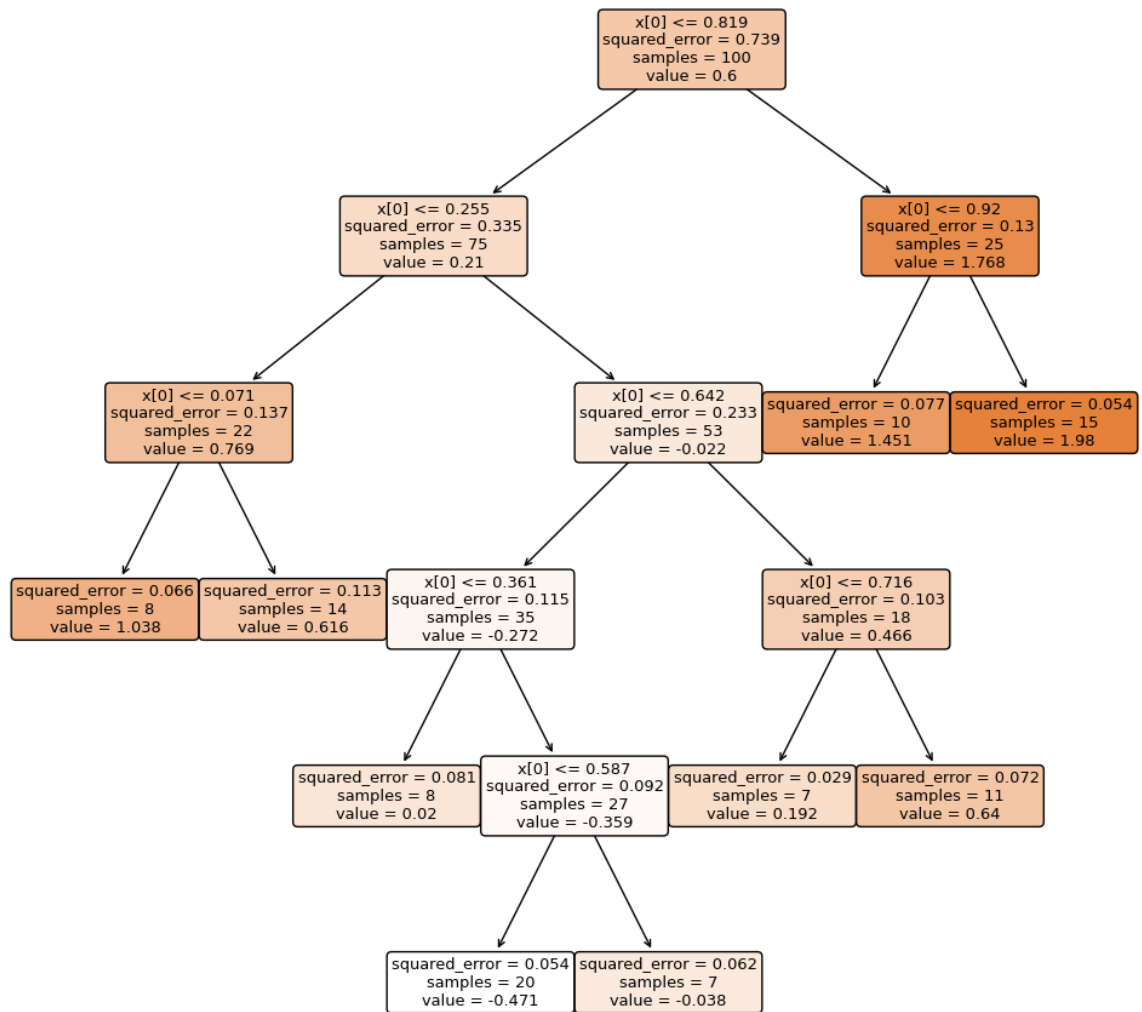 x[0] <= 0.819
squared_error = 0.739
samples = 100
value = 0.6
x[0] <= 0.255
squared_error = 0.335
samples = 75
value = 0.21
x[0] <= 0.92
squared_error = 0.13
samples = 25
value = 1.768
x[0] <= 0.071
squared_error = 0.137
samples = 22
value = 0.769
x[0] <= 0.642
squared_error = 0.233
samples = 53
value = -0.022
squared_error = 0.077
samples = 10
value = 1.451
squared_error = 0.054
samples = 15
value = 1.98
squared_error = 0.066
samples = 8
value = 1.038
squared_error = 0.113
samples = 14
value = 0.616
x[0] <= 0.361
squared_error = 0.115
samples = 35
value = -0.272
x[0] <= 0.716
squared_error = 0.103
samples = 18
value = 0.466
squared_error = 0.081
samples = 8
value = 0.02
x[0] <= 0.587
squared_error = 0.092
samples = 27
value = -0.359
squared_error = 0.029
samples = 7
value = 0.192
squared_error = 0.072
samples = 11
value = 0.64
squared_error = 0.054
samples = 20
value = -0.471
squared_error = 0.062
samples = 7
value = -0.038